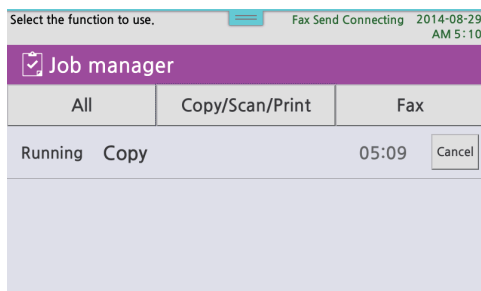 Select the function to use.
Fax Send Connecting 2014-08-29
AM 5:10
Job manager
All Copy/Scan/Print Fax
Running Copy 05:09 Cancel